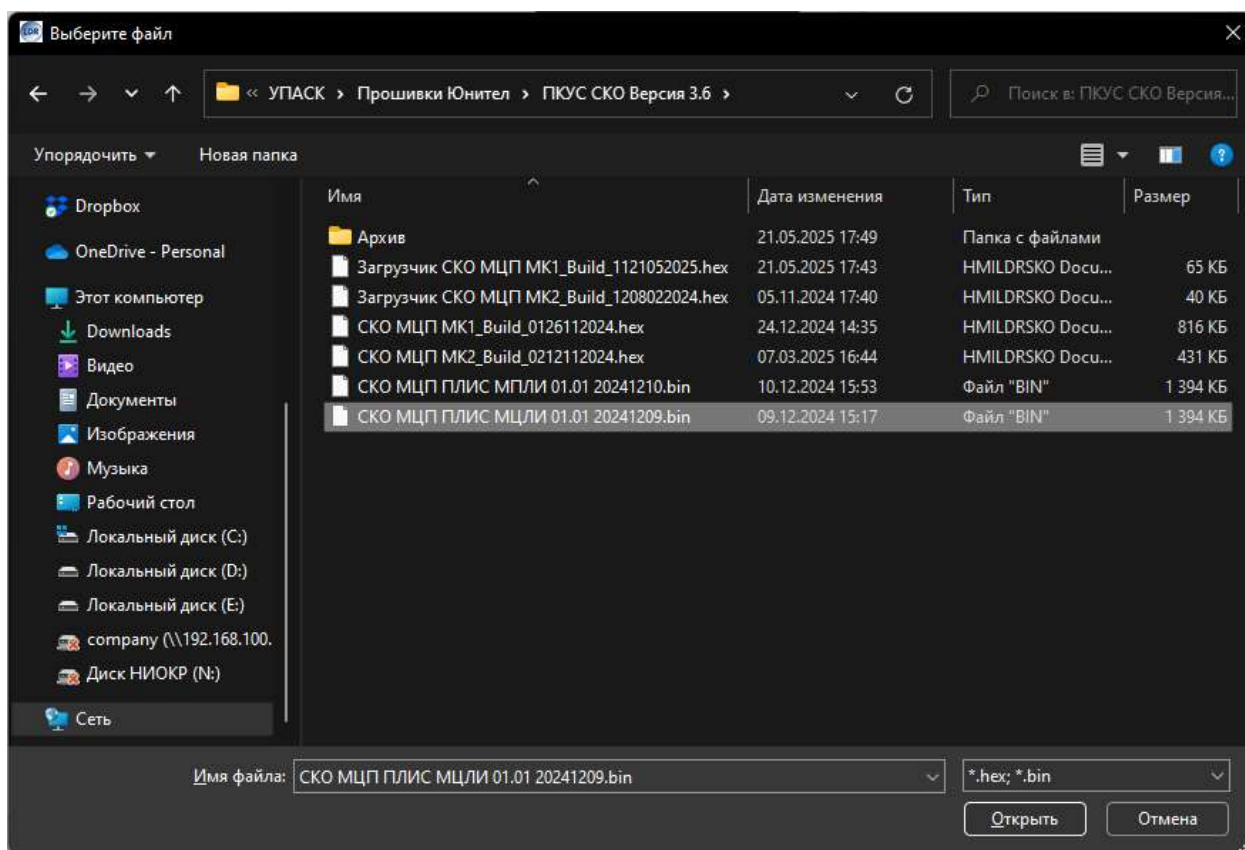 LDR Выберите файл
« УПАСК > Прошивки Юнител > ПКУС СКО Версия 3.6 >
Поиск в: ПКУС СКО Версия...
Упорядочить Новая папка
Dropbox
OneDrive - Personal
Этот компьютер
Downloads
Видео
Документы
Изображения
Музыка
Рабочий стол
Локальный диск (C:)
Локальный диск (D:)
Локальный диск (E:)
company (\\192.168.100.
Диск НИОКР (N:)
Сеть
Имя Дата изменения Тип Размер
Архив 21.05.2025 17:49 Папка с файлами
Загрузчик СКО МЦП МК1_Build_1121052025.hex 21.05.2025 17:43 HMILDRSKO Docu... 65 КБ
Загрузчик СКО МЦП МК2_Build_1208022024.hex 05.11.2024 17:40 HMILDRSKO Docu... 40 КБ
СКО МЦП МК1_Build_0126112024.hex 24.12.2024 14:35 HMILDRSKO Docu... 816 КБ
СКО МЦП МК2_Build_0212112024.hex 07.03.2025 16:44 HMILDRSKO Docu... 431 КБ
СКО МЦП ПЛИС МПЛИ 01.01 20241210.bin 10.12.2024 15:53 Файл "BIN" 1 394 КБ
СКО МЦП ПЛИС МЦЛИ 01.01 20241209.bin 09.12.2024 15:17 Файл "BIN" 1 394 КБ
Имя файла: СКО МЦП ПЛИС МЦЛИ 01.01 20241209.bin *.hex; *.bin
Открыть Отмена